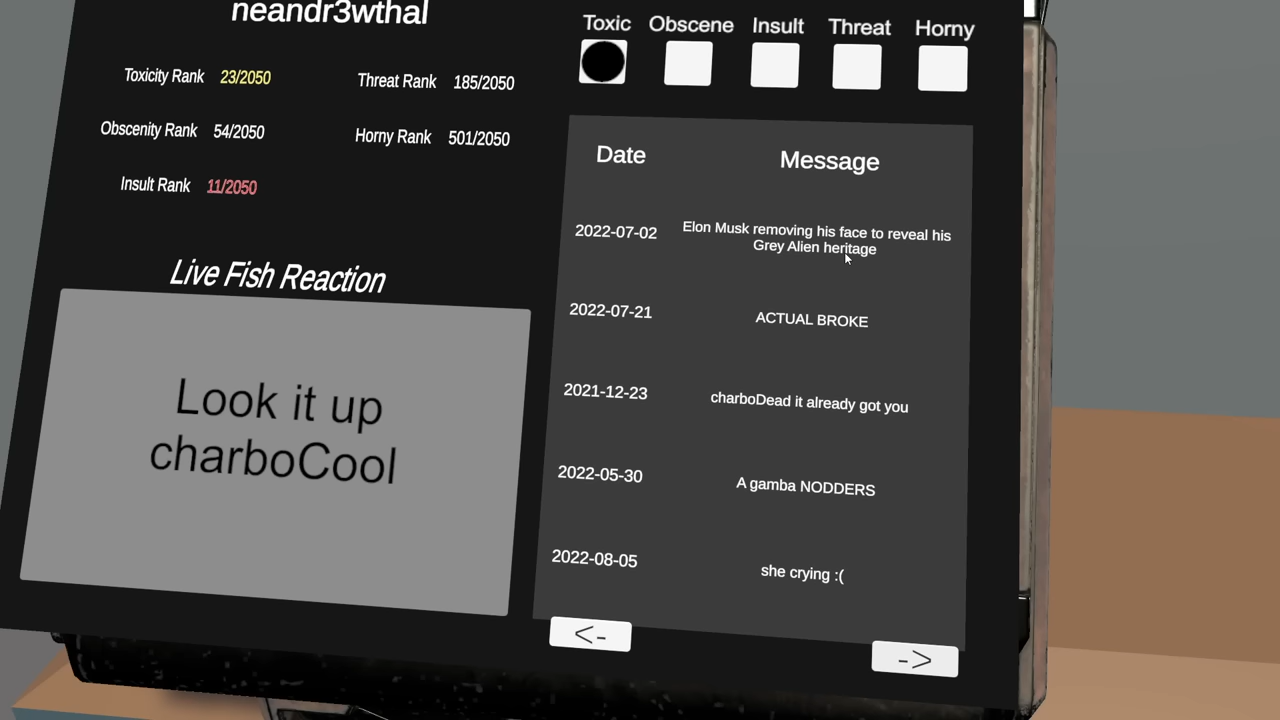 neandr3wthal
Toxicity Rank 23/2050
Threat Rank 185/2050
Obscenity Rank 54/2050
Horny Rank 501/2050
Insult Rank 11/2050
Live Fish Reaction
Look it up
charboCool
Toxic Obscene Insult Threat Horny
Date Message
2022-07-02 Elon Musk removing his face to reveal his
Grey Alien heritage
2022-07-21 ACTUAL BROKE
2021-12-23 charboDead it already got you
2022-05-30 A gamba NODDERS
2022-08-05 she crying :(
<- ->